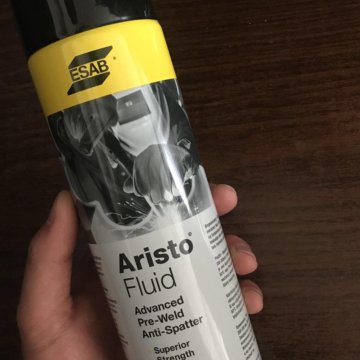 ESAB
Aristo®
Fluid
Advanced
Pre-Weld
Anti-Spatter
Superior
Strength